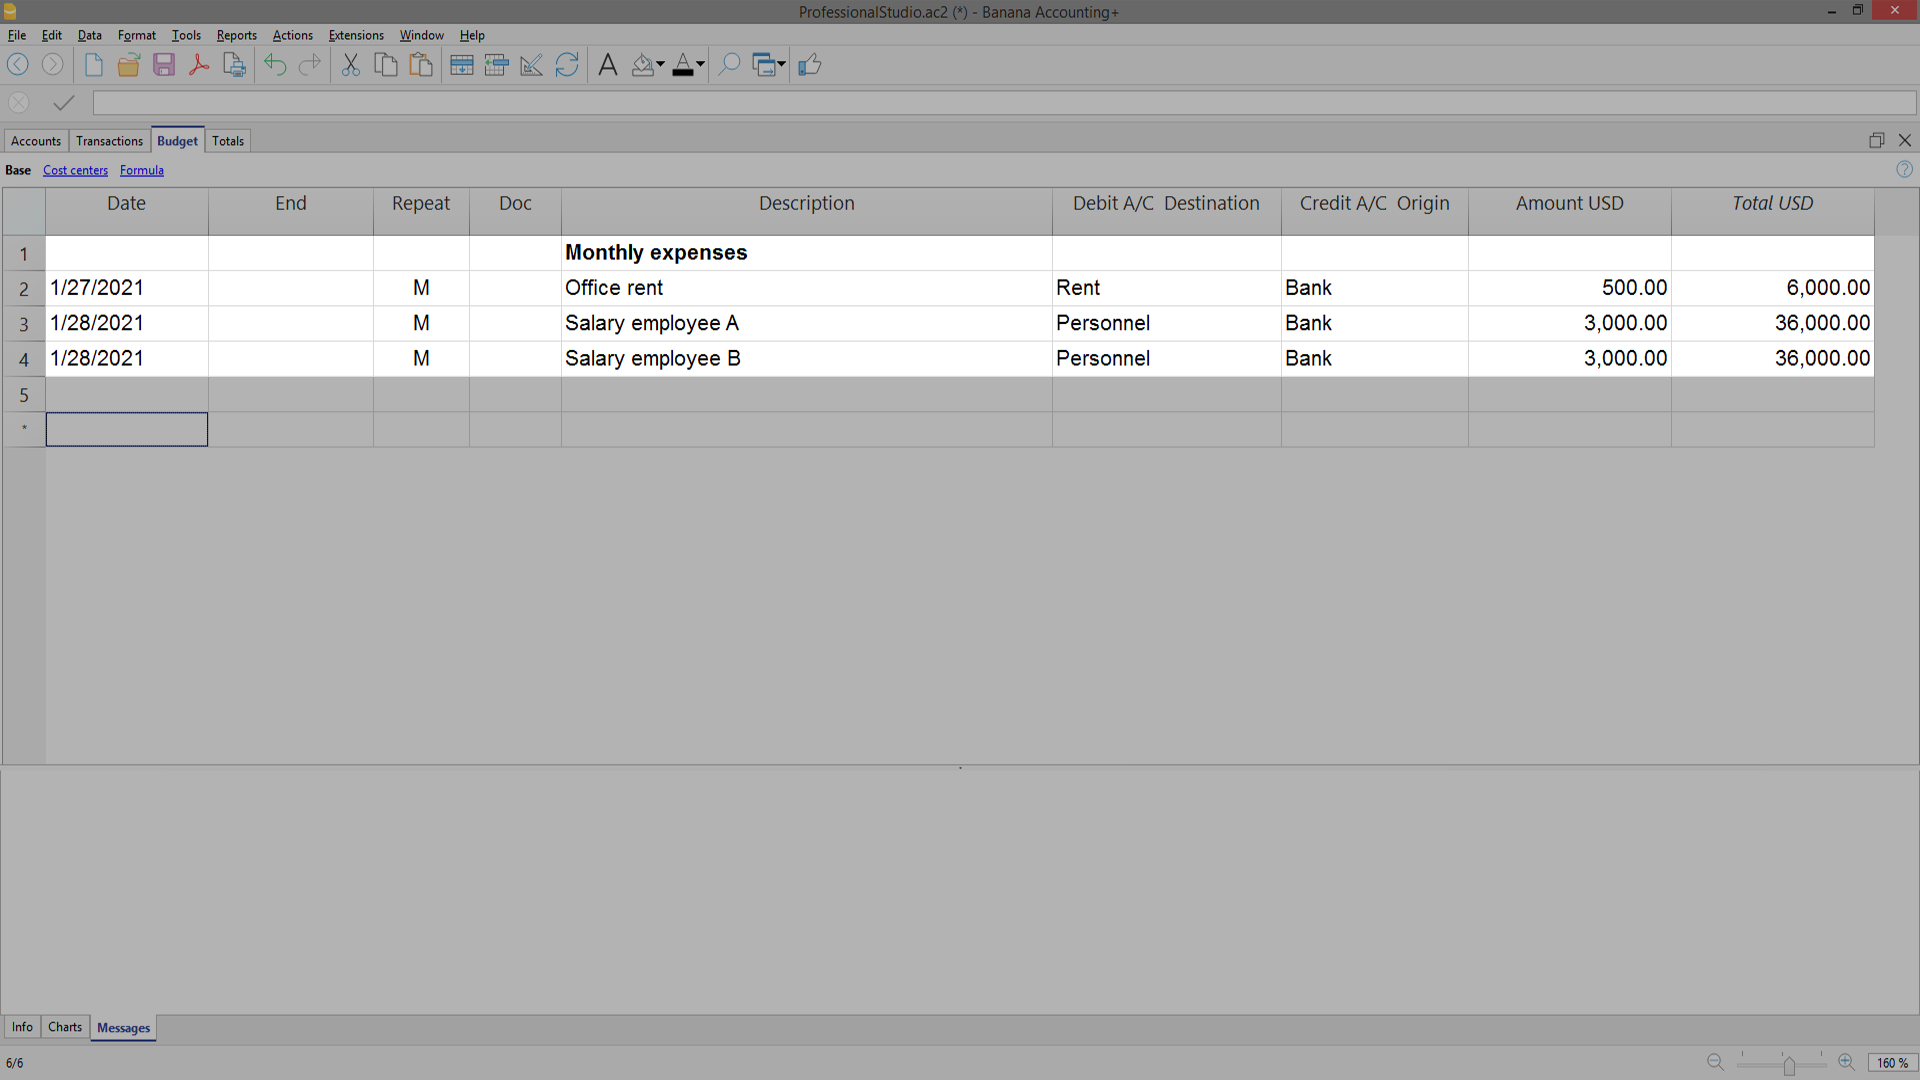 ProfessionalStudio.ac2 (*) - Banana Accounting+
File Edit Data Format Tools Reports Actions Extensions Window Help
Accounts Transactions Budget Totals
Base Cost centers Formula
Date End Repeat Doc Description Debit A/C Destination Credit A/C Origin Amount USD Total USD
1 Monthly expenses
2 1/27/2021 M Office rent Rent Bank 500.00 6,000.00
3 1/28/2021 M Salary employee A Personnel Bank 3,000.00 36,000.00
4 1/28/2021 M Salary employee B Personnel Bank 3,000.00 36,000.00
5
*
Info Charts Messages
6/6 160 %